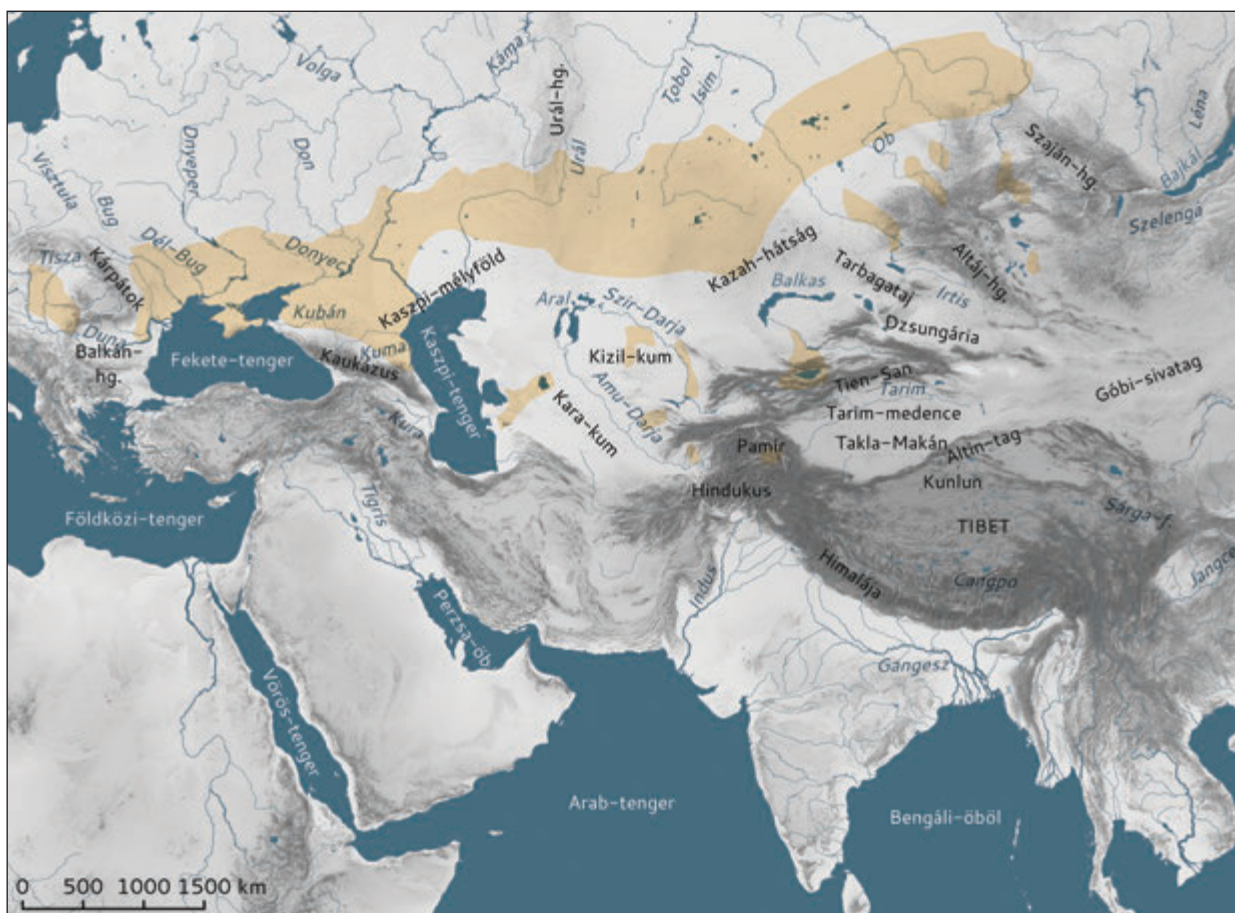 Volga
Káma
Urál-hg.
Tobol
Isim
Léna
Dnyeper
Don
Urál
Ob
Szaján-hg.
Bajkál
Visztula
Bug
Szelenga
Tisza
Kárpátok
Dél-Bug
Donyec
Kazah-hátság
Tarbagataj
Altáj-hg.
Kaszpi-mélyföld
Balkas
Irtis
Duna
Kubán
Aral
Szir-Darja
Dzsungária
Balkán-
hg.
Fekete-tenger
Kuma
Kaukázus
Kaszpi-tenger
Kizil-kum
Tien-San
Tarim
Góbi-sivatag
Kura
Kara-kum
Amu-Darja
Tarim-medence
Pamír
Takla-Makán
Altin-tag
Hindukus
Kunlun
Földközi-tenger
Tigris
TIBET
Sárga-f.
Indus
Himalája
Cangpo
Jangce
Perzsa-öb
Gangesz
Vörös-tenger
Arab-tenger
Bengáli-öböl
0 500 1000 1500 km